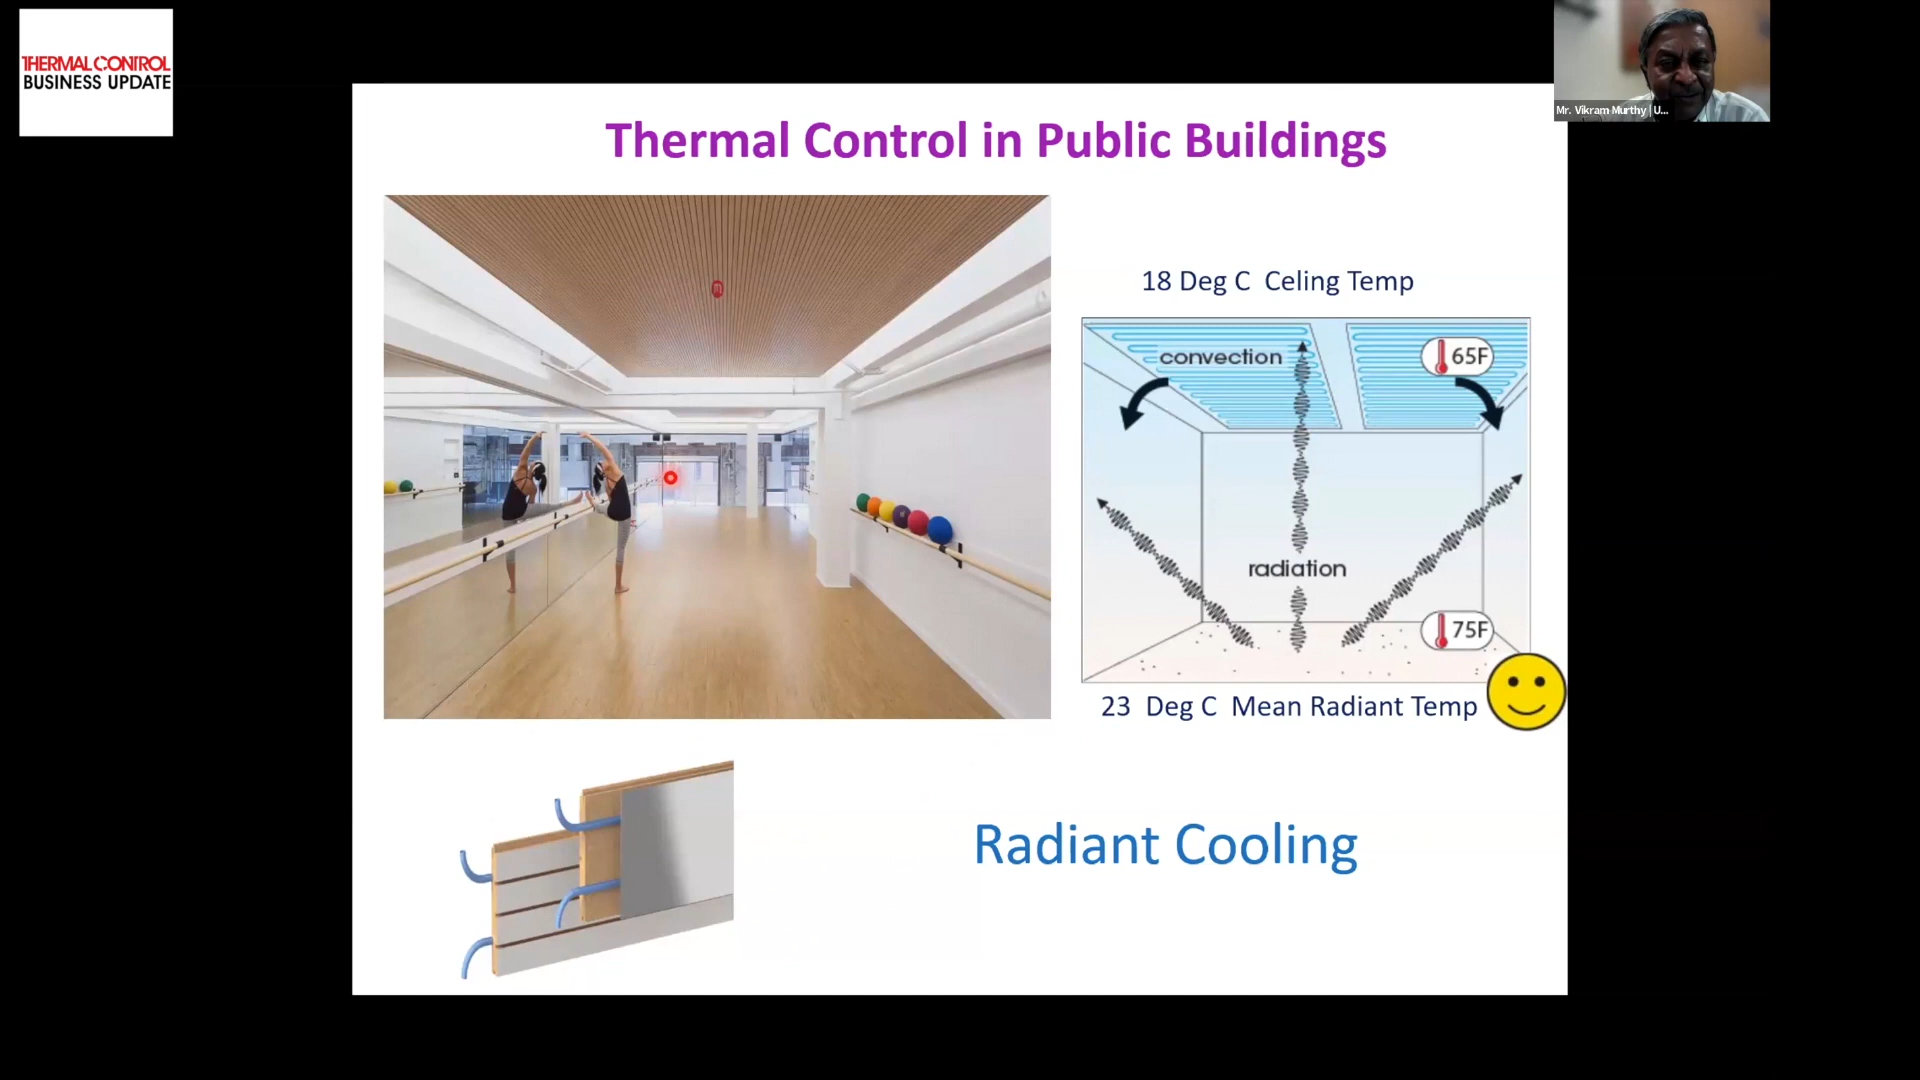 THERMAL CONTROL
BUSINESS UPDATE
Mr. Vikram Murthy | U...
Thermal Control in Public Buildings
18 Deg C Celing Temp
convection
65F
radiation
75F
23 Deg C Mean Radiant Temp
Radiant Cooling